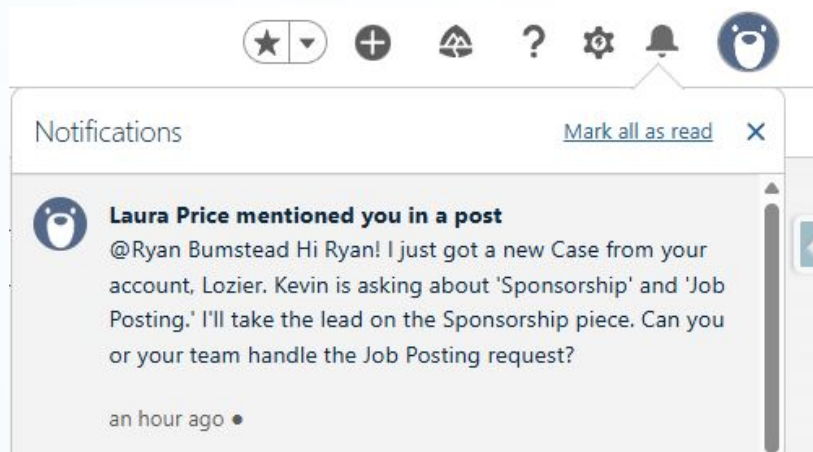 ?
Notifications
Mark all as read
Laura Price mentioned you in a post
@Ryan Bumstead Hi Ryan! I just got a new Case from your
account, Lozier. Kevin is asking about 'Sponsorship' and 'Job
Posting.' I'll take the lead on the Sponsorship piece. Can you
or your team handle the Job Posting request?
an hour ago •